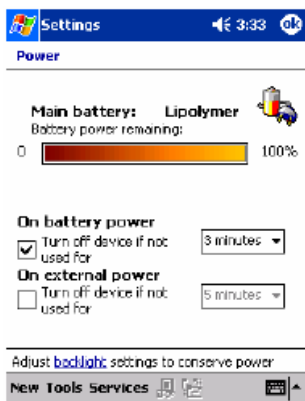 Settings 3:33 ok
Power
Main battery: Lipolymer
Battery power remaining:
0 100%
On battery power
Turn off device if not
used for
3 minutes
On external power
Turn off device if not
used for
5 minutes
Adjust backlight settings to conserve power
New Tools Services